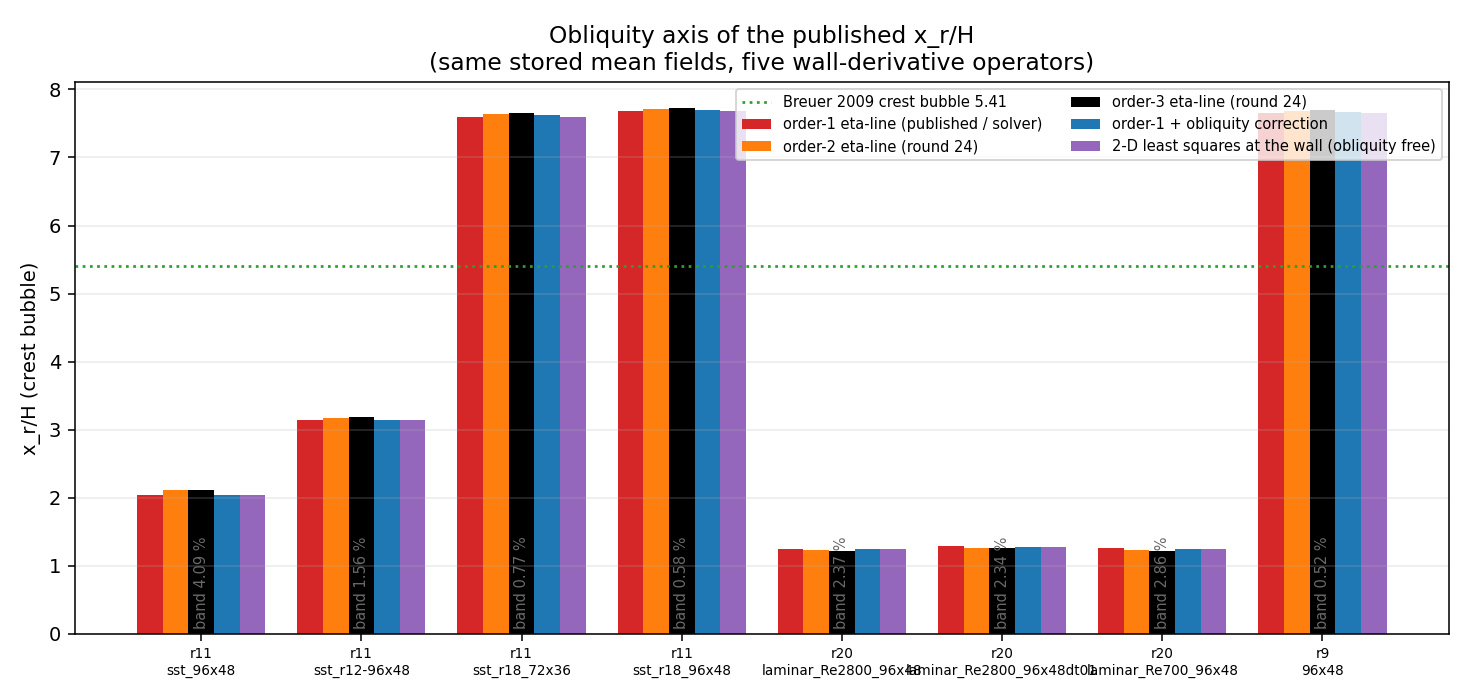 Obliquity axis of the published x_r/H
(same stored mean fields, five wall-derivative operators)
Breuer 2009 crest bubble 5.41
order-1 eta-line (published / solver)
order-2 eta-line (round 24)
order-3 eta-line (round 24)
order-1 + obliquity correction
2-D least squares at the wall (obliquity free)
x_r/H (crest bubble)
8
7
6
5
4
3
2
1
0
band 4.09 %
band 1.56 %
band 0.77 %
band 0.58 %
band 2.37 %
band 2.34 %
band 2.86 %
band 0.52 %
r11
sst_96x48
r11
sst_r12-96x48
r11
sst_r18_72x36
r11
sst_r18_96x48
r20
laminar_Re2800_96x48
r20
laminar_Re2800_96x48dt01
r20
laminar_Re700_96x48
r9
96x48